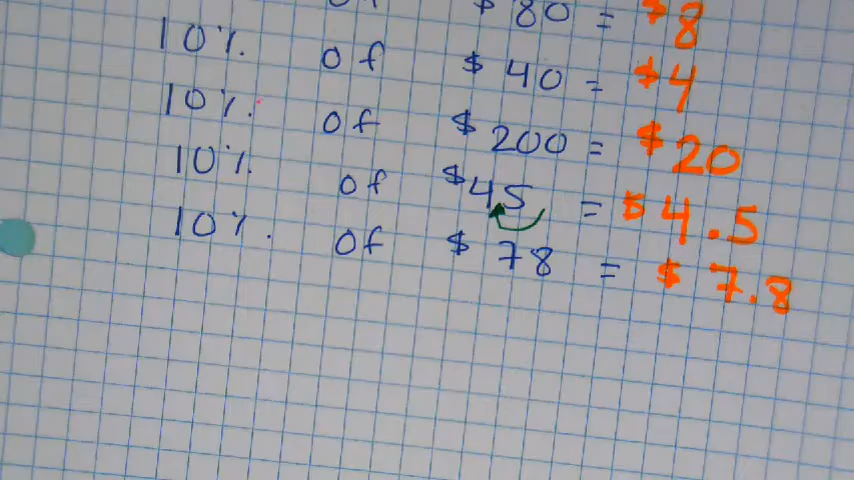 of $80 = $8
10% of $40 = $4
10% of $200 = $20
10% of $45 = $4.5
10% of $78 = $7.8